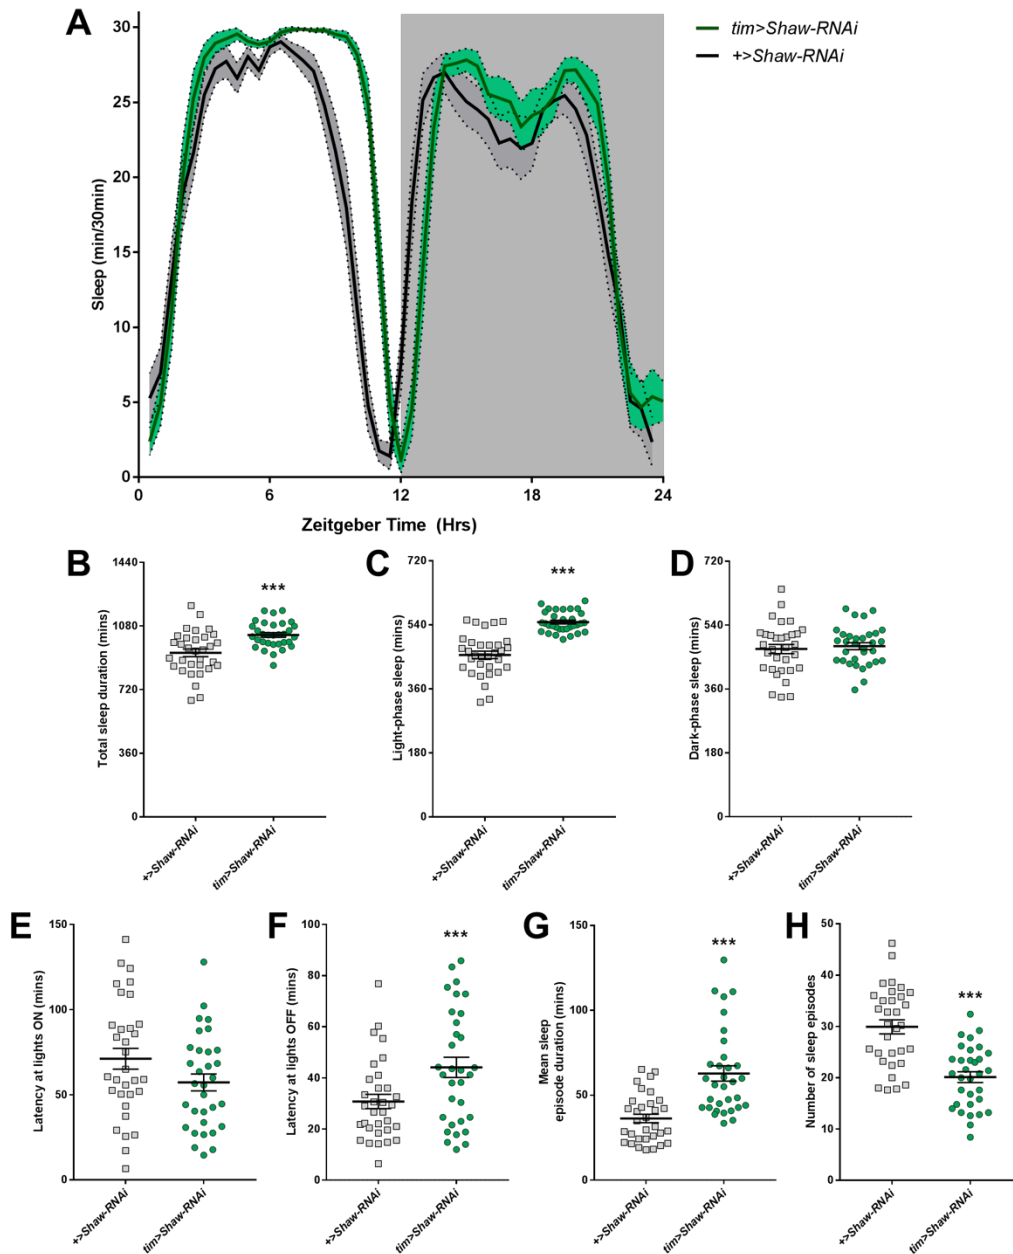 A
tim>Shaw-RNAi
+>Shaw-RNAi
Sleep (min/30min)
30
25
20
15
30
5
0
0
6
12
18
24
Zeitgeber Time (Hrs)
B
Total sleep duration (mins)
1440
1080
720
360
0
***
+>Shaw-RNAi
tim>Shaw-RNAi
C
Light-phase sleep (mins)
720
540
360
180
0
***
+>Shaw-RNAi
tim>Shaw-RNAi
D
Dark-phase sleep (mins)
720
540
360
180
0
+>Shaw-RNAi
tim>Shaw-RNAi
E
Latency at lights ON (mins)
150
100
50
0
+>Shaw-RNAi
tim>Shaw-RNAi
F
Latency at lights OFF (mins)
100
80
60
40
20
0
***
+>Shaw-RNAi
tim>Shaw-RNAi
G
Mean sleep
episode duration (mins)
150
100
50
0
***
+>Shaw-RNAi
tim>Shaw-RNAi
H
Number of sleep episodes
50
40
30
20
10
0
***
+>Shaw-RNAi
tim>Shaw-RNAi